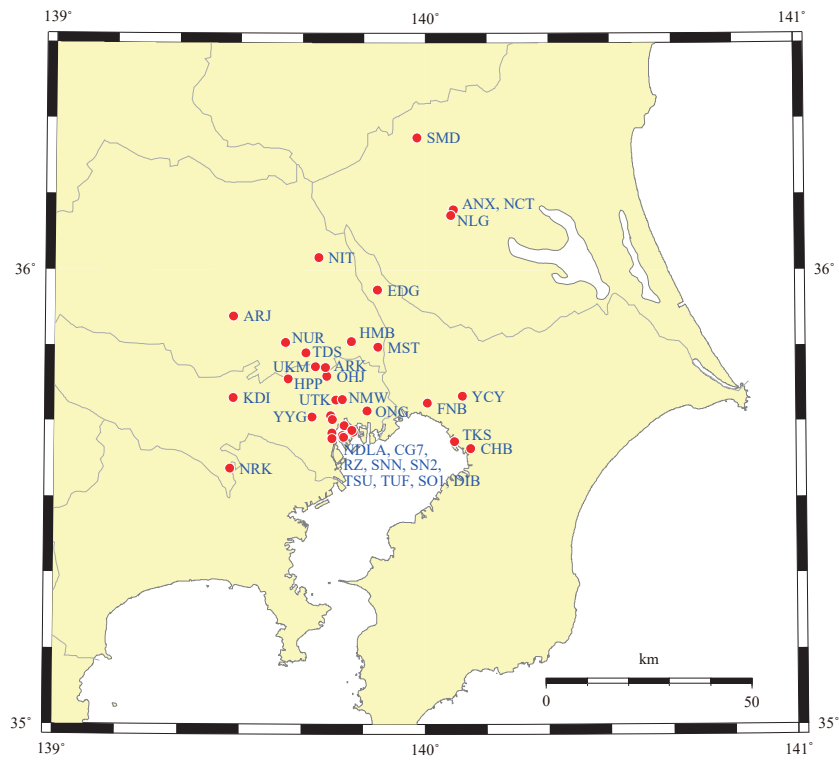 139°
140°
141°
SMD
ANX, NCT
NLG
NIT
36°
36°
EDG
ARJ
NUR
HMB
TDS
MST
UKM
ARK
HPP
OHJ
KDI
UTK
NMW
YCY
YYG
ONG
FNB
TKS
CHB
NDLA, CG7,
RZ, SNN, SN2,
TSU, TUF, SO1, DIB
NRK
km
0
50
35°
35°
139°
140°
141°